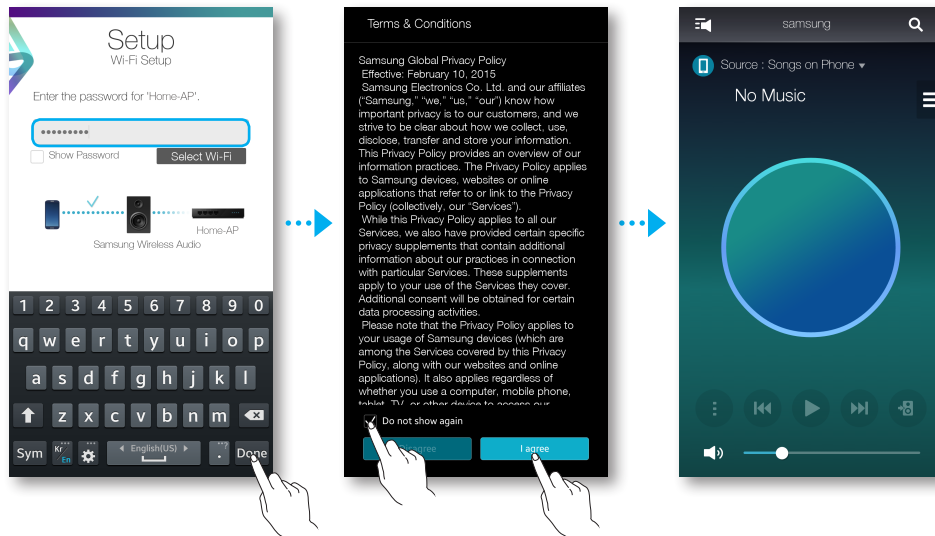 Setup
Wi-Fi Setup
Enter the password for 'Home-AP'.
•••••••••
Show Password
Select Wi-Fi
Home-AP
Samsung Wireless Audio
1 2 3 4 5 6 7 8 9 0
q w e r t y u i o p
a s d f g h j k l
z x c v b n m
Sym Kr En English(US) . Done
Terms & Conditions
Samsung Global Privacy Policy
Effective: February 10, 2015
Samsung Electronics Co. Ltd. and our affiliates
("Samsung," "we," "us," "our") know how
important privacy is to our customers, and we
strive to be clear about how we collect, use,
disclose, transfer and store your information.
This Privacy Policy provides an overview of our
information practices. The Privacy Policy applies
to Samsung devices, websites or online
applications that refer to or link to the Privacy
Policy (collectively, our "Services").
While this Privacy Policy applies to all our
Services, we also have provided certain specific
privacy supplements that contain additional
information about our practices in connection
with particular Services. These supplements
apply to your use of the Services they cover.
Additional consent will be obtained for certain
data processing activities.
Please note that the Privacy Policy applies to
your usage of Samsung devices (which are
among the Services covered by this Privacy
Policy, along with our websites and online
applications). It also applies regardless of
whether you use a computer, mobile phone,
tablet, TV, or other device to access our
Do not show again
I agree
samsung
Source : Songs on Phone
No Music